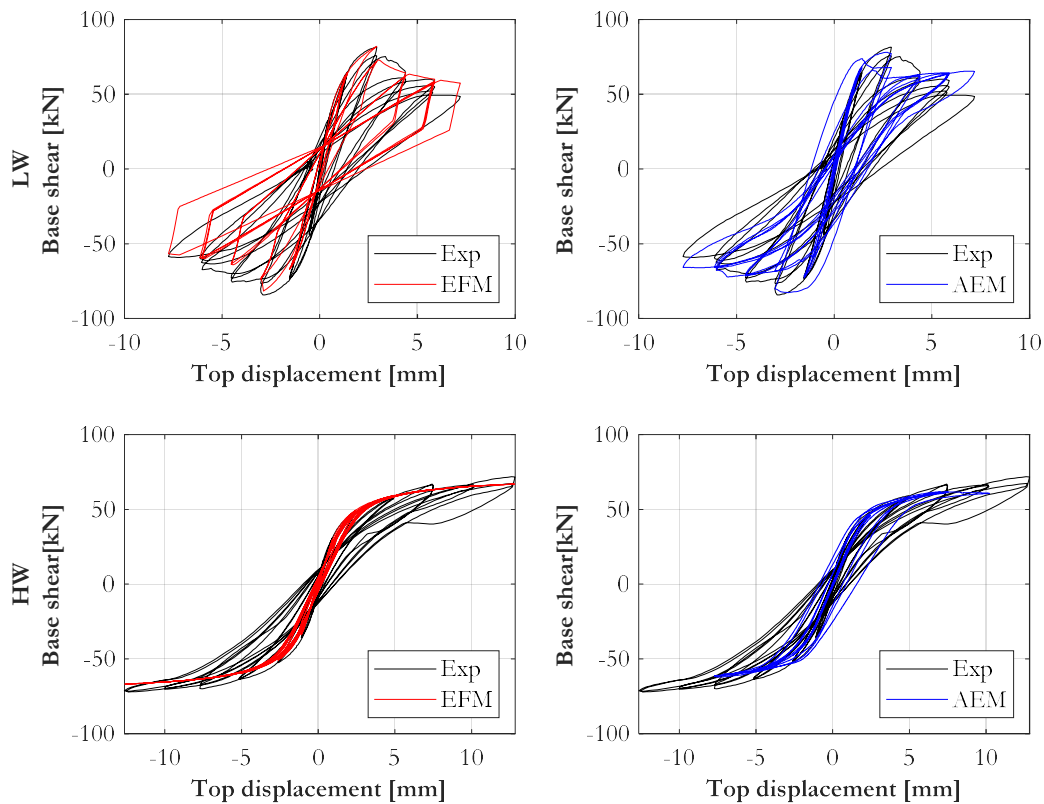 LW
Base shear [kN]
100
50
0
-50
-100
-10
-5
0
5
10
Top displacement [mm]
Exp
EFM
Base shear [kN]
100
50
0
-50
-100
-10
-5
0
5
10
Top displacement [mm]
Exp
AEM
HW
Base shear[kN]
100
50
0
-50
-100
-10
-5
0
5
10
Top displacement [mm]
Exp
EFM
Base shear[kN]
100
50
0
-50
-100
-10
-5
0
5
10
Top displacement [mm]
Exp
AEM